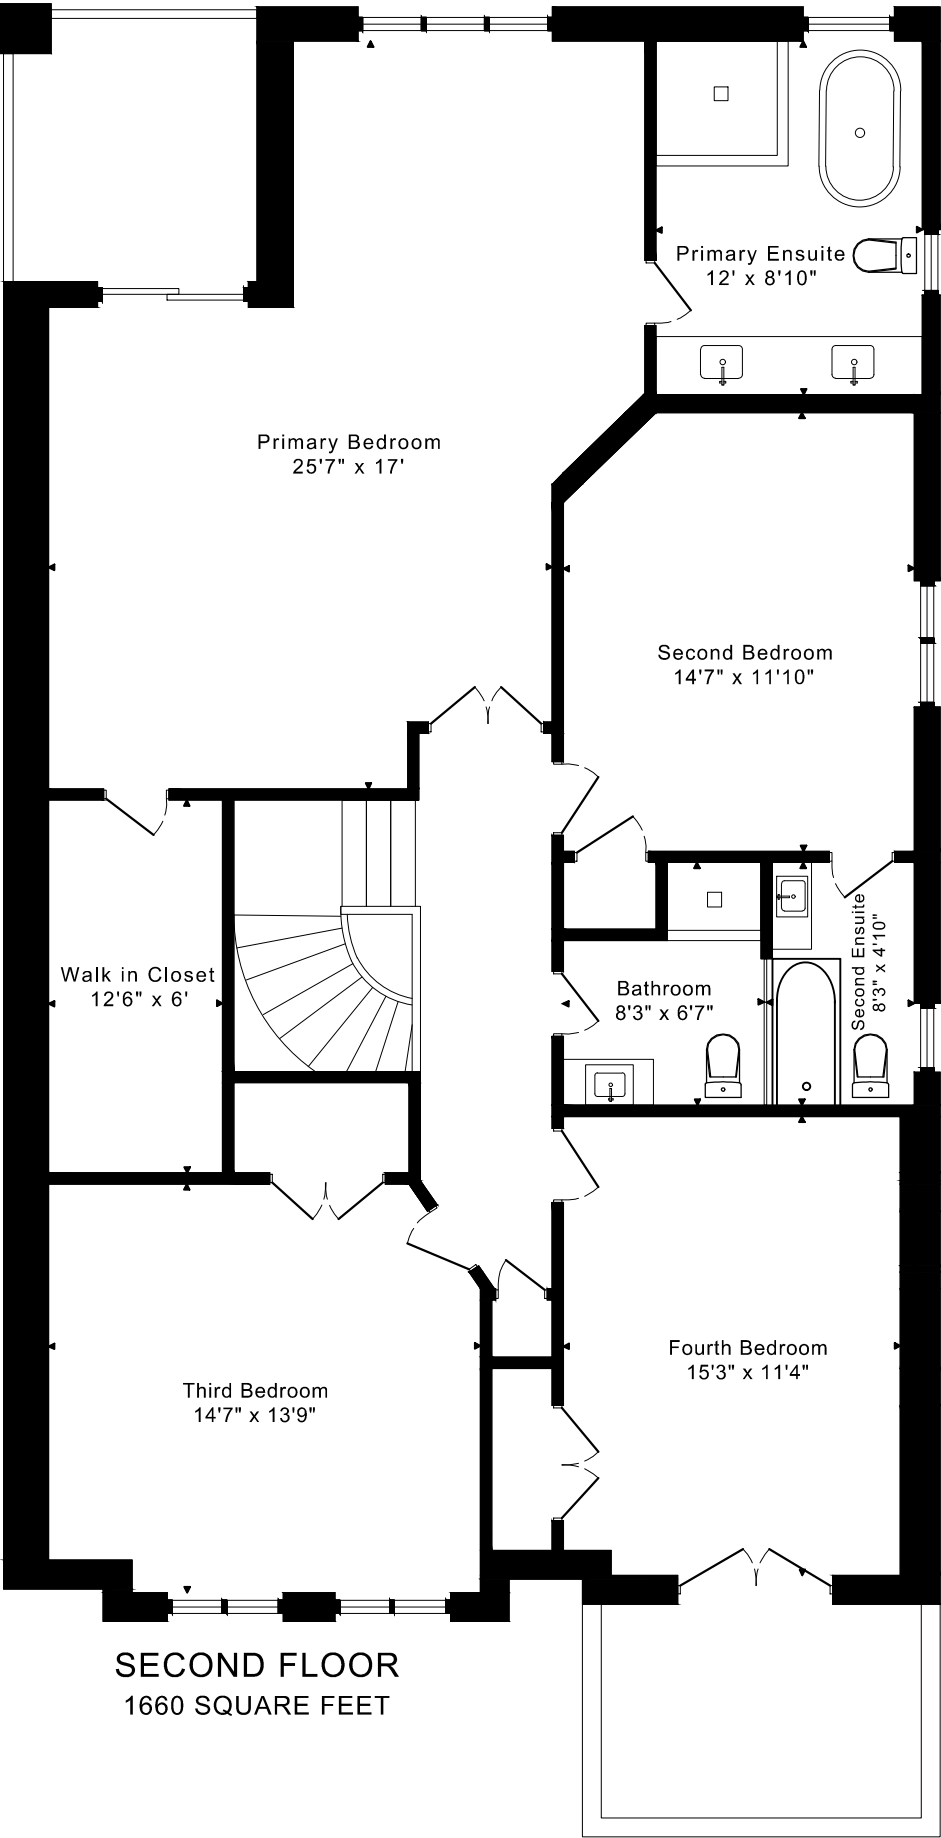 Primary Ensuite
12' x 8'10"
Primary Bedroom
25'7" x 17'
Second Bedroom
14'7" x 11'10"
Walk in Closet
12'6" x 6'
Bathroom
8'3" x 6'7"
Second Ensuite
8'3" x 4'10"
Fourth Bedroom
15'3" x 11'4"
Third Bedroom
14'7" x 13'9"
SECOND FLOOR
1660 SQUARE FEET